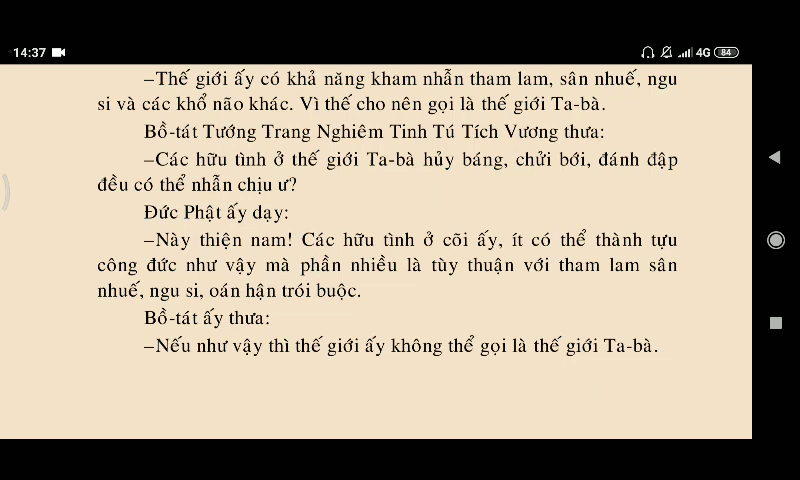 14:37
4G 84
–Thế giới ấy có khả năng kham nhẫn tham lam, sân nhuế, ngu
si và các khổ não khác. Vì thế cho nên gọi là thế giới Ta-bà.
Bồ-tát Tướng Trang Nghiêm Tinh Tú Tích Vương thưa:
–Các hữu tình ở thế giới Ta-bà hủy báng, chửi bới, đánh đập
đều có thể nhẫn chịu ư?
Đức Phật ấy dạy:
–Này thiện nam! Các hữu tình ở cõi ấy, ít có thể thành tựu
công đức như vậy mà phần nhiều là tùy thuận với tham lam sân
nhuế, ngu si, oán hận trói buộc.
Bồ-tát ấy thưa:
–Nếu như vậy thì thế giới ấy không thể gọi là thế giới Ta-bà.